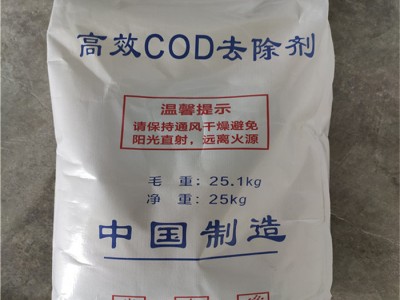 高效COD去除剂
温馨提示
请保持通风干燥避免
阳光直射，远离火源
毛 重：25.1kg
净 重：25kg
中国制造